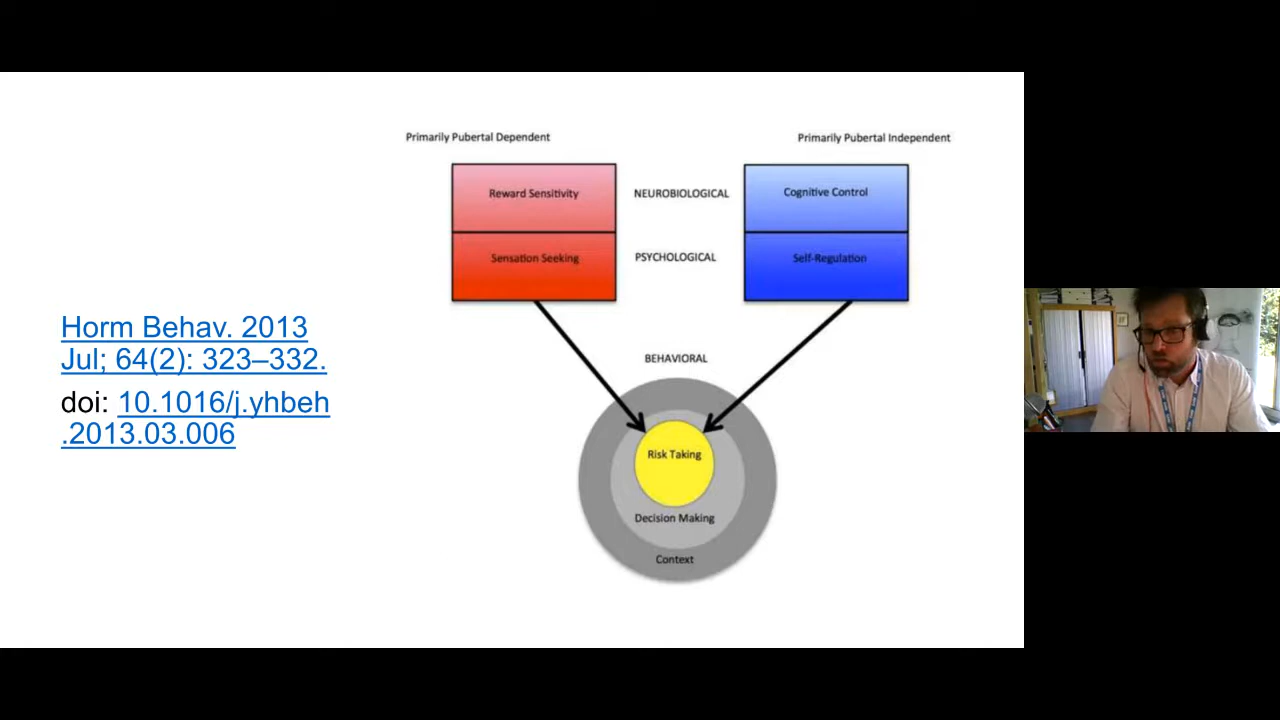 Primarily Pubertal Dependent
Primarily Pubertal Independent
Reward Sensitivity
NEUROBIOLOGICAL
Cognitive Control
Sensation Seeking
PSYCHOLOGICAL
Self-Regulation
Horm Behav. 2013
Jul; 64(2): 323–332.
doi: 10.1016/j.yhbeh
.2013.03.006
BEHAVIORAL
Risk Taking
Decision Making
Context